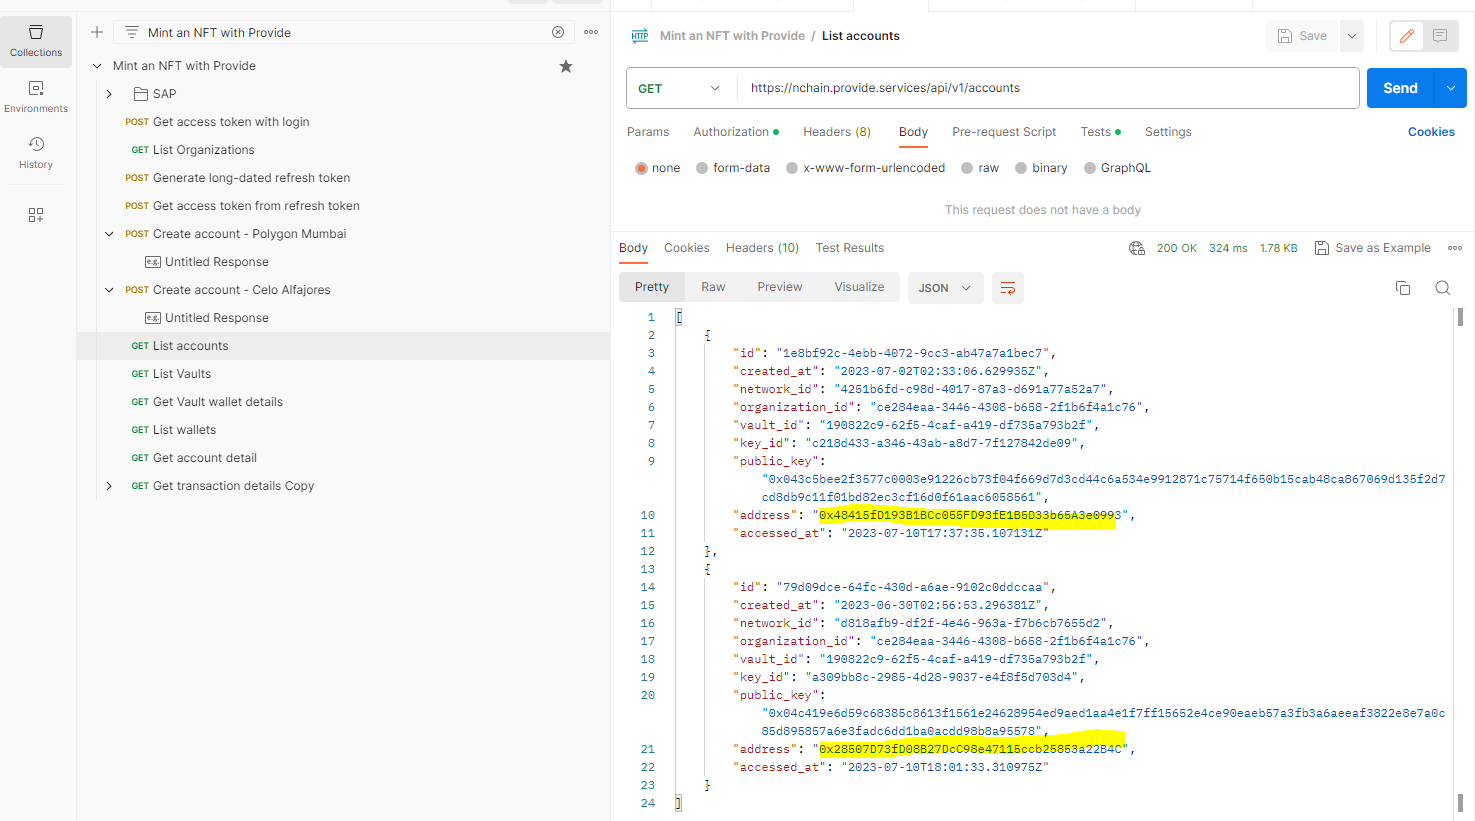 Collections
Environments
History
Mint an NFT with Provide
Mint an NFT with Provide
SAP
POST Get access token with login
GET List Organizations
POST Generate long-dated refresh token
POST Get access token from refresh token
POST Create account - Polygon Mumbai
e.g. Untitled Response
POST Create account - Celo Alfajores
e.g. Untitled Response
GET List accounts
GET List Vaults
GET Get Vault wallet details
GET List wallets
GET Get account detail
GET Get transaction details Copy
HTTP Mint an NFT with Provide / List accounts
Save
GET https://nchain.provide.services/api/v1/accounts Send
Params Authorization Headers (8) Body Pre-request Script Tests Settings Cookies
none form-data x-www-form-urlencoded raw binary GraphQL
This request does not have a body
Body Cookies Headers (10) Test Results 200 OK 324 ms 1.78 KB Save as Example
Pretty Raw Preview Visualize JSON
1 [
2 {
3 "id": "1e8bf92c-4ebb-4072-9cc3-ab47a7a1bec7",
4 "created_at": "2023-07-02T02:33:06.629935Z",
5 "network_id": "4251b6fd-c98d-4017-87a3-d691a77a52a7",
6 "organization_id": "ce284eaa-3446-4308-b658-2f1b6f4a1c76",
7 "vault_id": "190822c9-62f5-4caf-a419-df735a793b2f",
8 "key_id": "c218d433-a346-43ab-a8d7-7f127842de09",
9 "public_key":
"0x043c5bee2f3577c0003e91226cb73f04f669d7d3cd44c6a534e9912871c75714f650b15cab48ca867069d135f2d7
cd8db9c11f01bd82ec3cf16d0f61aac6058561",
10 "address": "0x48415fD193B1BCc055FD93fE1B5D33b65A3e0993",
11 "accessed_at": "2023-07-10T17:37:35.107131Z"
12 },
13 {
14 "id": "79d09dce-64fc-430d-a6ae-9102c0ddccaa",
15 "created_at": "2023-06-30T02:56:53.296381Z",
16 "network_id": "d818afb9-df2f-4e46-963a-f7b6cb7655d2",
17 "organization_id": "ce284eaa-3446-4308-b658-2f1b6f4a1c76",
18 "vault_id": "190822c9-62f5-4caf-a419-df735a793b2f",
19 "key_id": "a309bb8c-2985-4d28-9037-e4f8f5d703d4",
20 "public_key":
"0x04c419e6d59c68385c8613f1561e24628954ed9aed1aa4e1f7ff15652e4ce90eaeb57a3fb3a6aeeaf3822e8e7a0c
85d895857a6e3fadc6dd1ba0acdd98b8a95578",
21 "address": "0x28507D73fD08B27DcC98e47115ccb25853a22B4C",
22 "accessed_at": "2023-07-10T18:01:33.310975Z"
23 }
24 ]